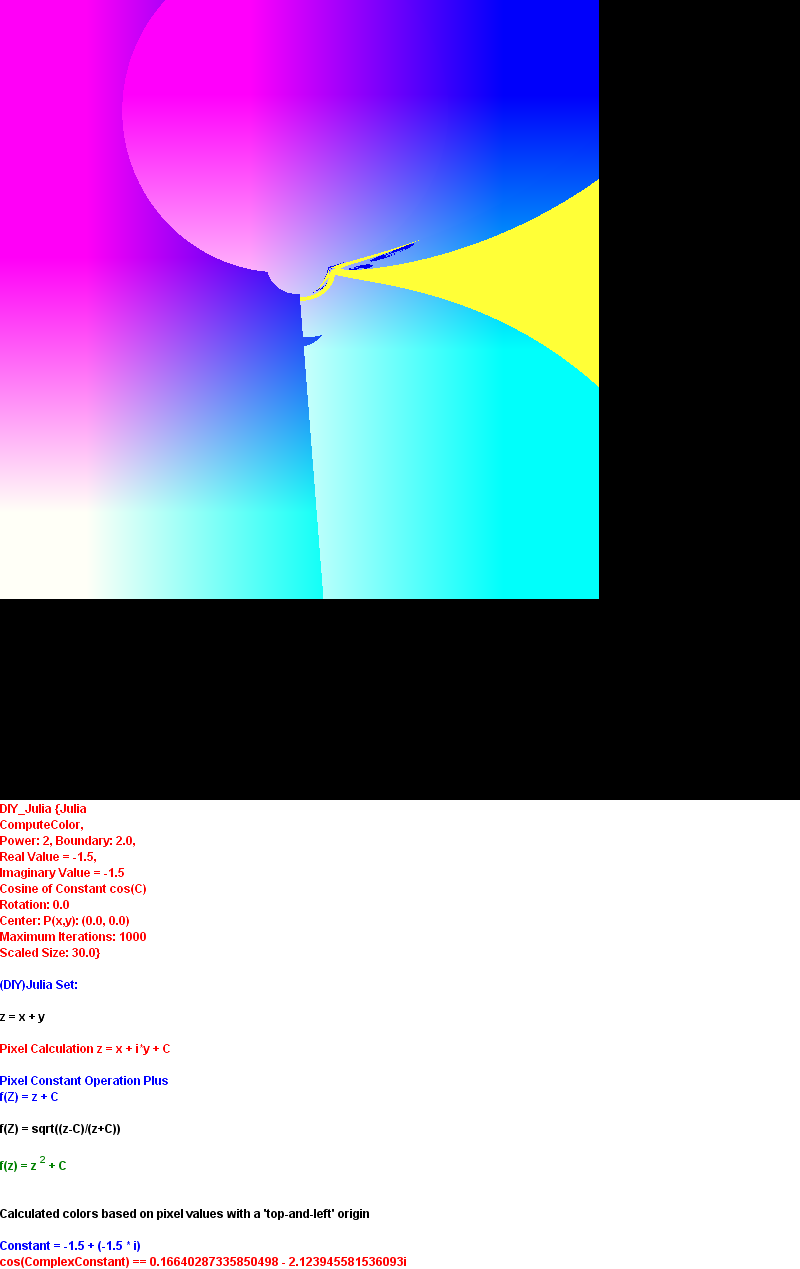 DIY_Julia {Julia
ComputeColor,
Power: 2, Boundary: 2.0,
Real Value = -1.5,
Imaginary Value = -1.5
Cosine of Constant cos(C)
Rotation: 0.0
Center: P(x,y): (0.0, 0.0)
Maximum Iterations: 1000
Scaled Size: 30.0}
(DIY)Julia Set:
z = x + y
Pixel Calculation z = x + i*y + C
Pixel Constant Operation Plus
f(Z) = z + C
f(Z) = sqrt((z-C)/(z+C))
f(z) = z ² + C
Calculated colors based on pixel values with a 'top-and-left' origin
Constant = -1.5 + (-1.5 * i)
cos(ComplexConstant) == 0.16640287335850498 - 2.123945581536093i